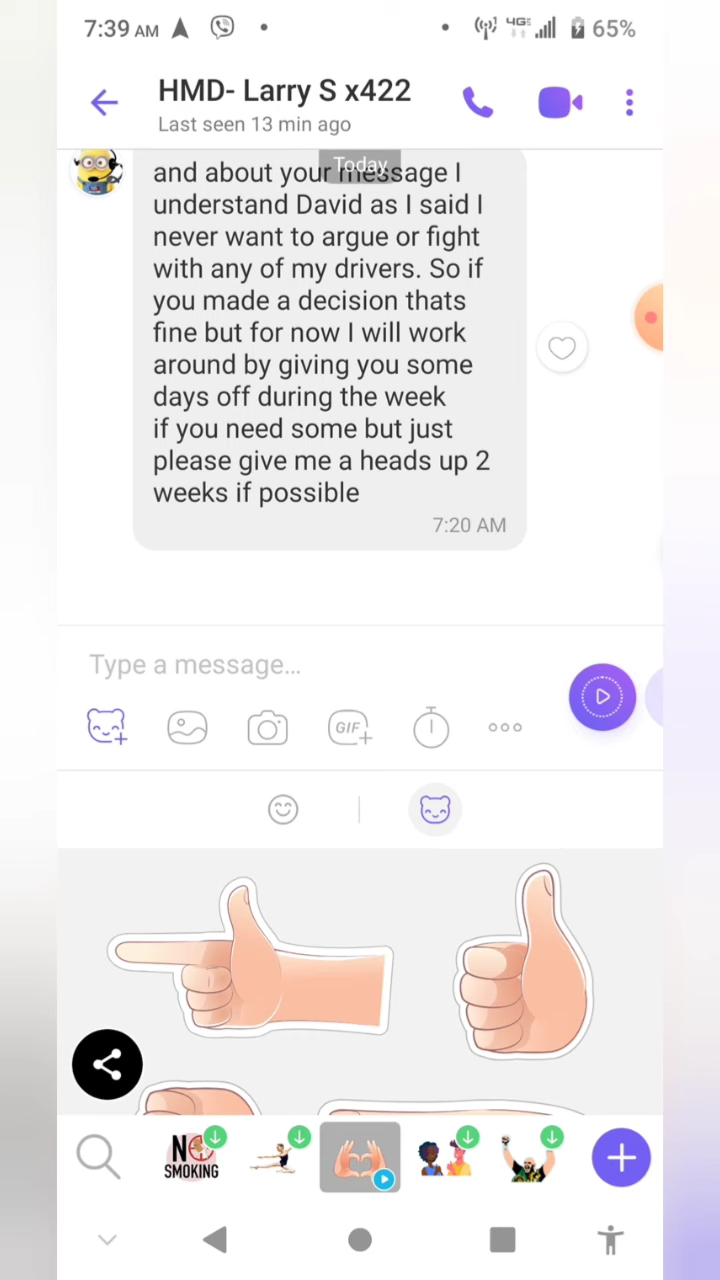 7:39 AM
4G
65%
HMD- Larry S x422
Last seen 13 min ago
Today
and about your message I
understand David as I said I
never want to argue or fight
with any of my drivers. So if
you made a decision thats
fine but for now I will work
around by giving you some
days off during the week
if you need some but just
please give me a heads up 2
weeks if possible
7:20 AM
Type a message...
GIF
NO
SMOKING